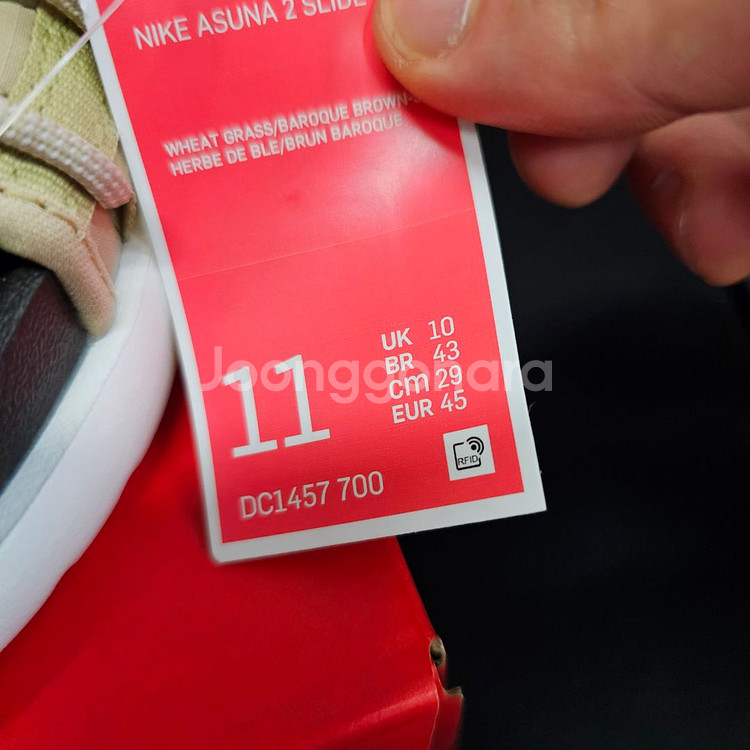 NIKE ASUNA 2 SLIDE
WHEAT GRASS/BAROQUE BROWN-
HERBE DE BLE/BRUN BAROQUE
11
UK 10
BR 43
Cm 29
EUR 45
RFID
DC1457 700
Joonggonara